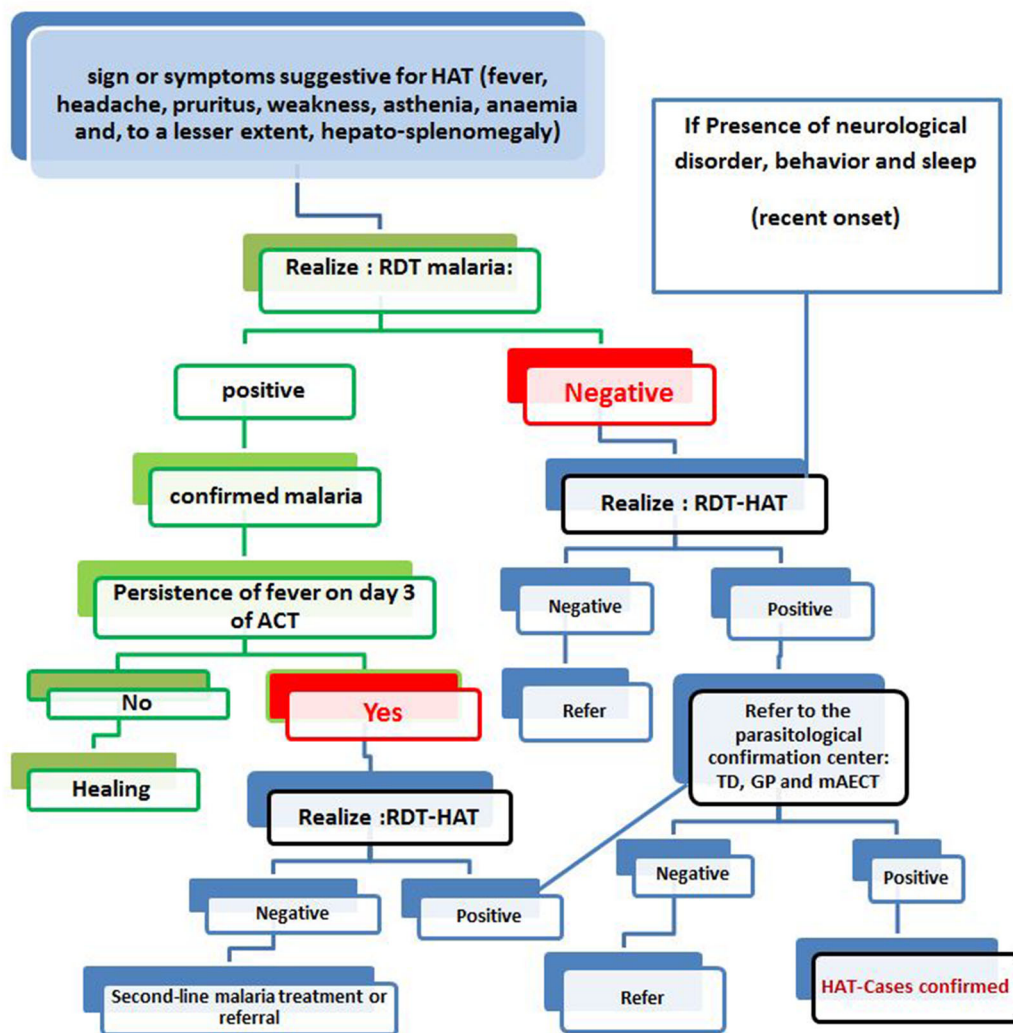 sign or symptoms suggestive for HAT (fever,
headache, pruritus, weakness, asthenia, anaemia
and, to a lesser extent, hepato-splenomegaly)
If Presence of neurological
disorder, behavior and sleep
(recent onset)
Realize : RDT malaria:
positive
Negative
confirmed malaria
Realize : RDT-HAT
Persistence of fever on day 3
of ACT
Negative
Positive
No
Yes
Refer
Refer to the
parasitological
confirmation center:
TD, GP and mAECT
Healing
Realize :RDT-HAT
Negative
Positive
Negative
Positive
Second-line malaria treatment or
referral
Refer
HAT-Cases confirmed